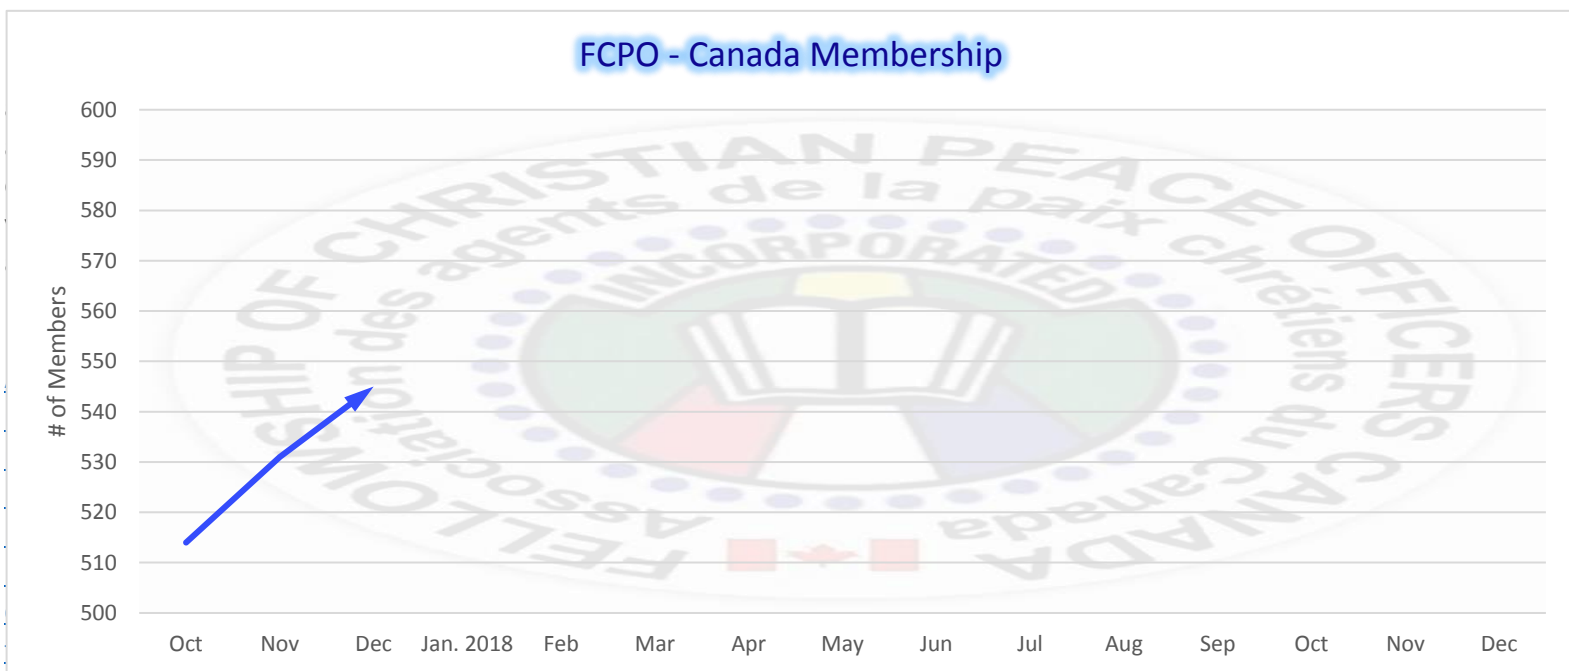 FCPO - Canada Membership
600
590
580
570
560
550
540
530
520
510
500
# of Members
Oct Nov Dec Jan. 2018 Feb Mar Apr May Jun Jul Aug Sep Oct Nov Dec
FELLOWSHIP OF CHRISTIAN PEACE OFFICERS CANADA
Association des agents de la paix chrétiens du Canada
INCORPORATED